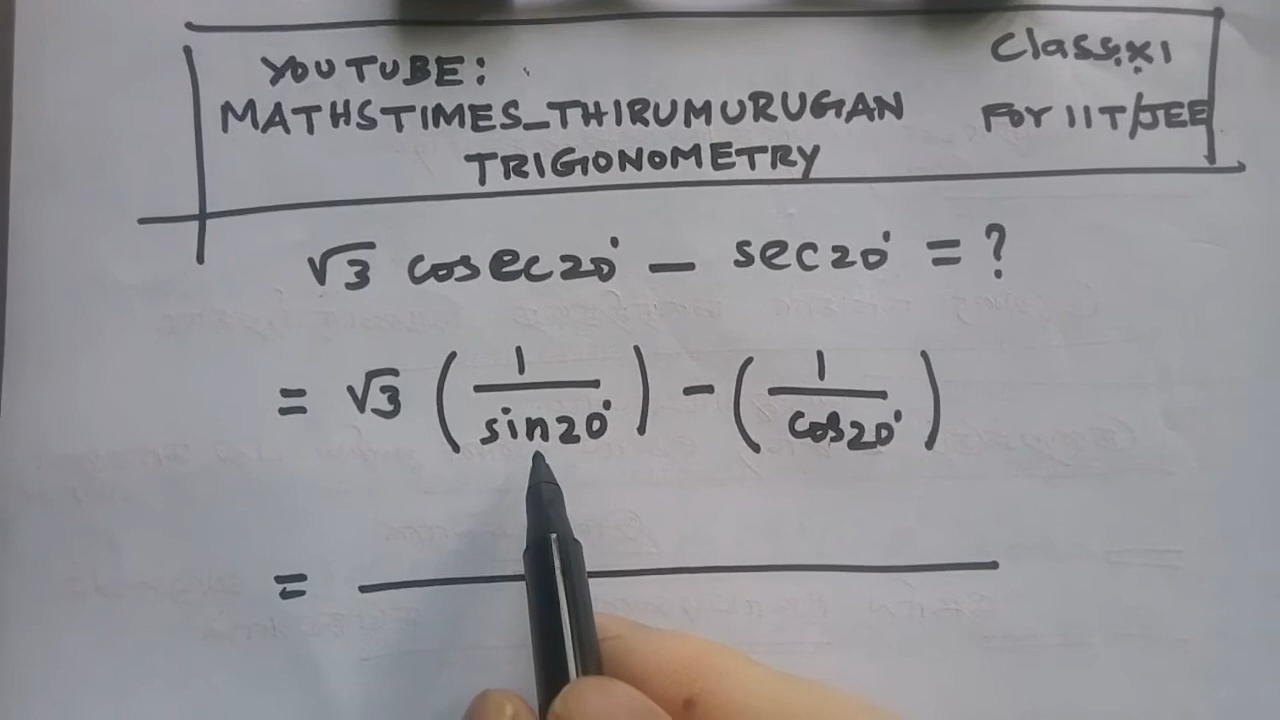 YOUTUBE: Class:XI
MATHSTIMES_THIRUMURUGAN FOR IIT/JEE
TRIGONOMETRY
√3 cosec20° - sec20° = ?
= √3 (1/sin20°) - (1/cos20°)
=